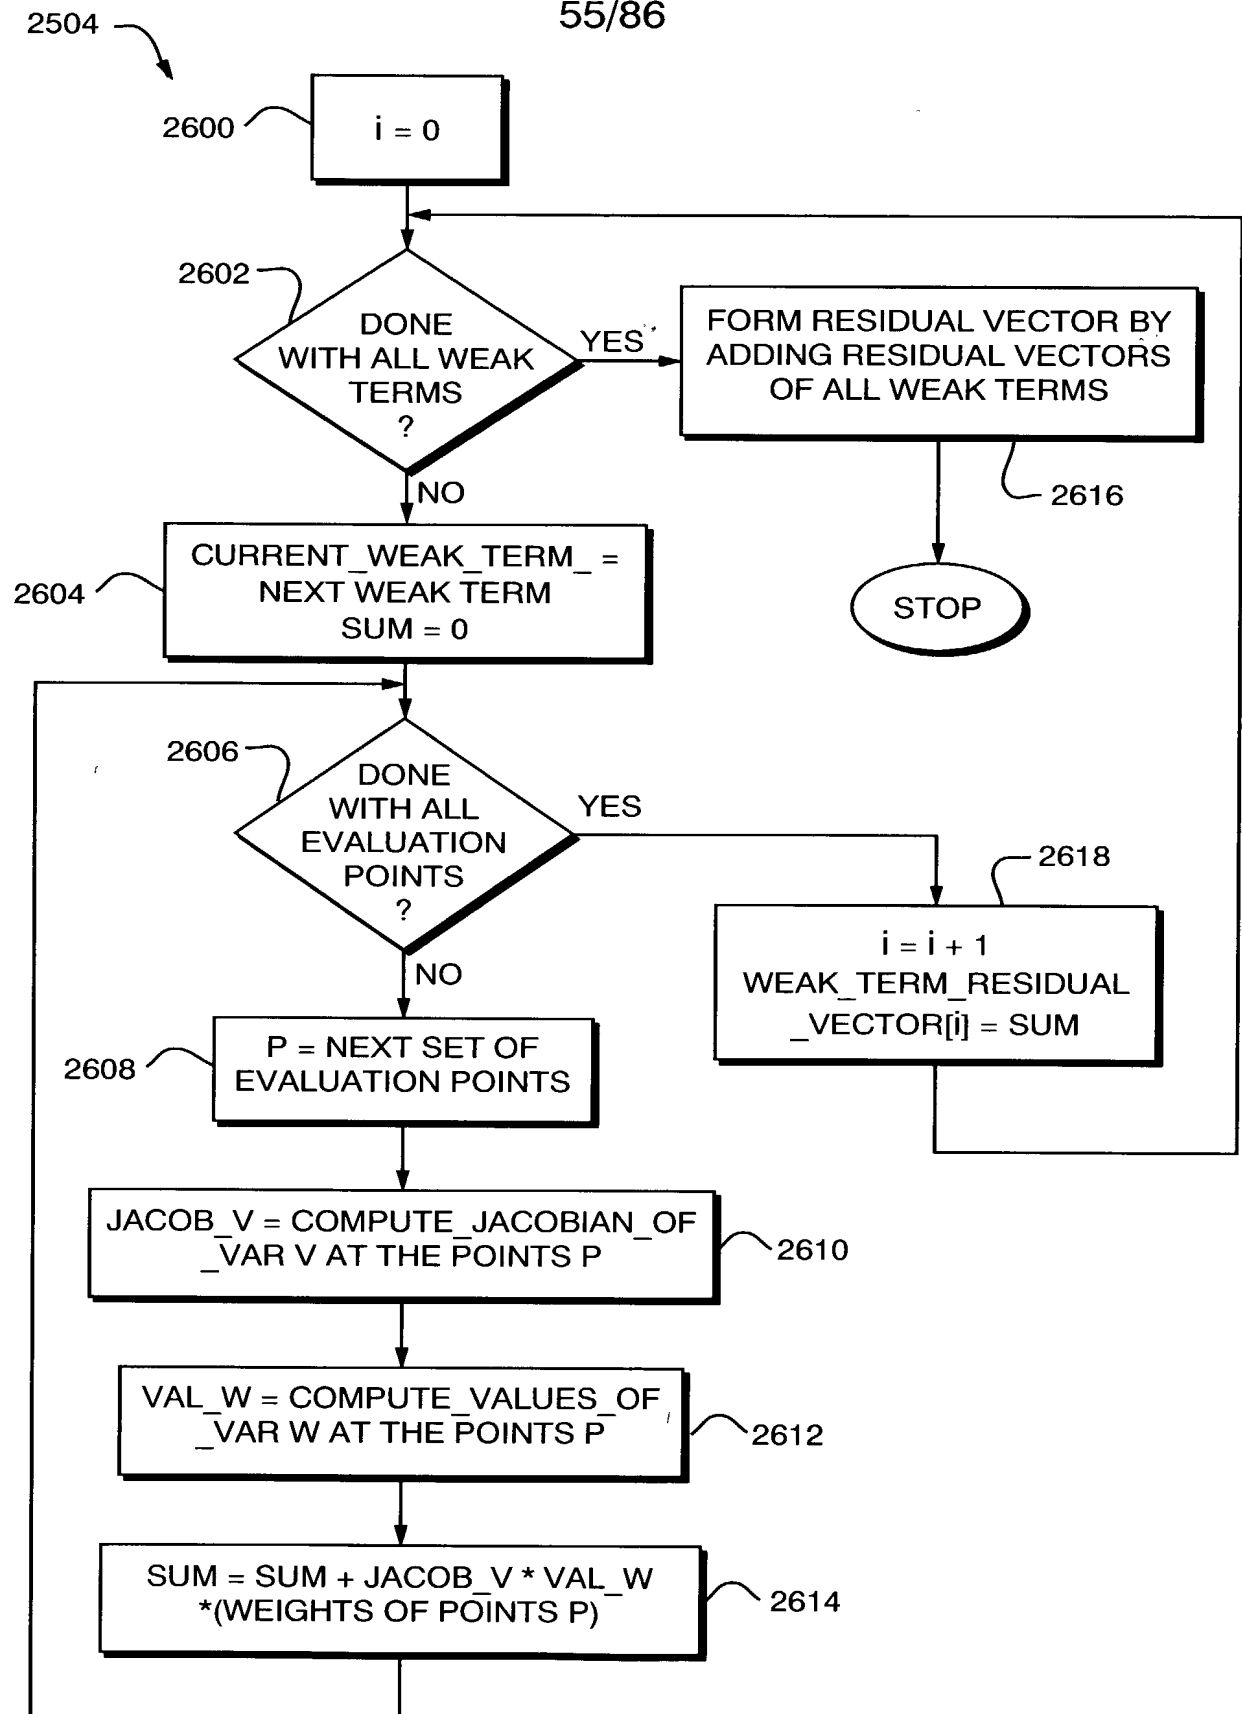 55/86
2504
2600
i = 0
2602
DONE
WITH ALL WEAK
TERMS
?
YES
FORM RESIDUAL VECTOR BY
ADDING RESIDUAL VECTORS
OF ALL WEAK TERMS
2616
NO
STOP
2604
CURRENT_WEAK_TERM_ =
NEXT WEAK TERM
SUM = 0
2606
DONE
WITH ALL
EVALUATION
POINTS
?
YES
2618
i = i + 1
WEAK_TERM_RESIDUAL
_VECTOR[i] = SUM
NO
2608
P = NEXT SET OF
EVALUATION POINTS
JACOB_V = COMPUTE_JACOBIAN_OF
_VAR V AT THE POINTS P
2610
VAL_W = COMPUTE_VALUES_OF
_VAR W AT THE POINTS P
2612
SUM = SUM + JACOB_V * VAL_W
*(WEIGHTS OF POINTS P)
2614